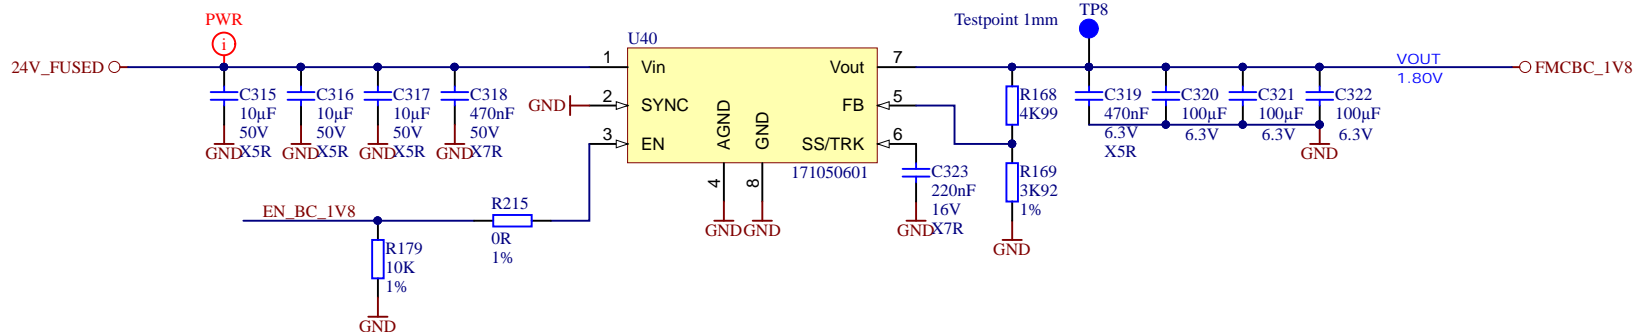 PWR
i
24V_FUSED
C315
10µF
50V
X5R
GND
C316
10µF
50V
X5R
GND
C317
10µF
50V
X5R
GND
C318
470nF
50V
X7R
GND
U40
1 Vin
GND 2 SYNC
3 EN
AGND
GND
4
8
GND
GND
Vout 7
FB 5
SS/TRK 6
171050601
EN_BC_1V8
R215
0R
1%
R179
10K
1%
GND
C323
220nF
16V
X7R
GND
R168
4K99
R169
3K92
1%
GND
Testpoint 1mm
TP8
C319
470nF
6.3V
X5R
C320
100µF
6.3V
C321
100µF
6.3V
C322
100µF
6.3V
GND
VOUT
1.80V
FMCBC_1V8